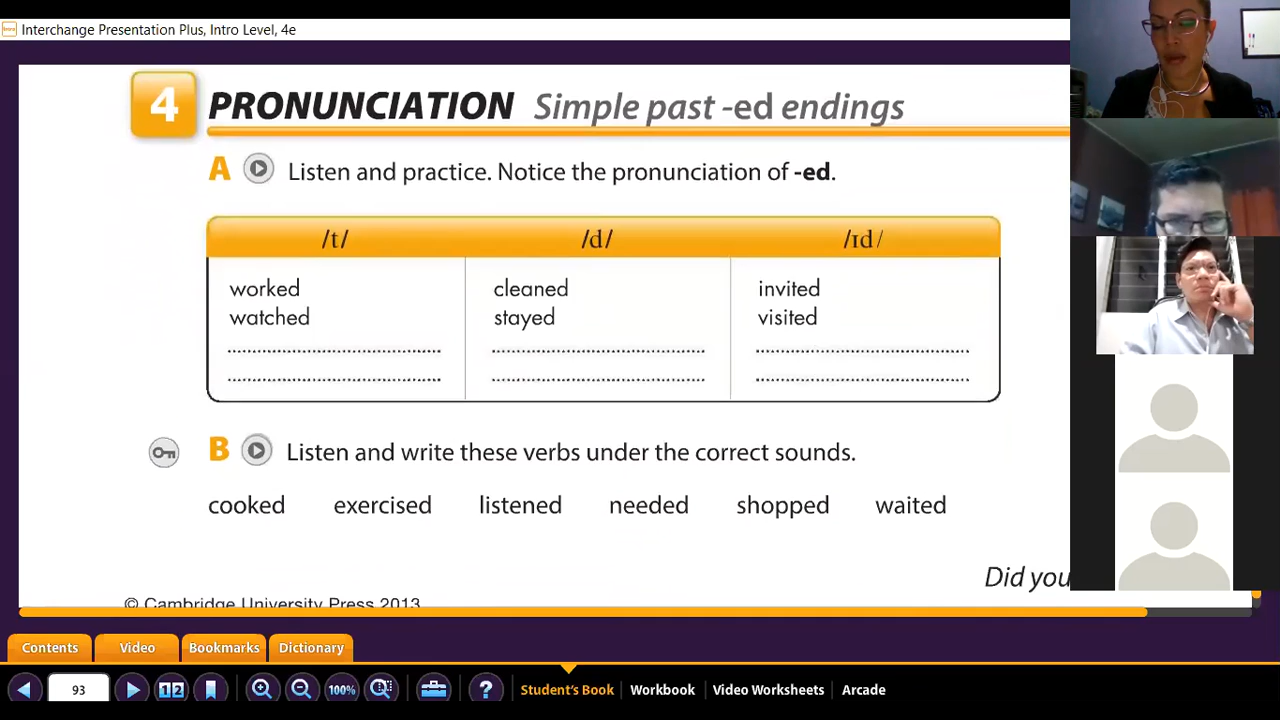 Interchange Presentation Plus, Intro Level, 4e
4 PRONUNCIATION Simple past -ed endings
A Listen and practice. Notice the pronunciation of -ed.
/t/ /d/ /ɪd/
worked cleaned invited
watched stayed visited
B Listen and write these verbs under the correct sounds.
cooked exercised listened needed shopped waited
Did you
© Cambridge University Press 2013
Contents Video Bookmarks Dictionary
93 12 100% ? Student's Book Workbook Video Worksheets Arcade